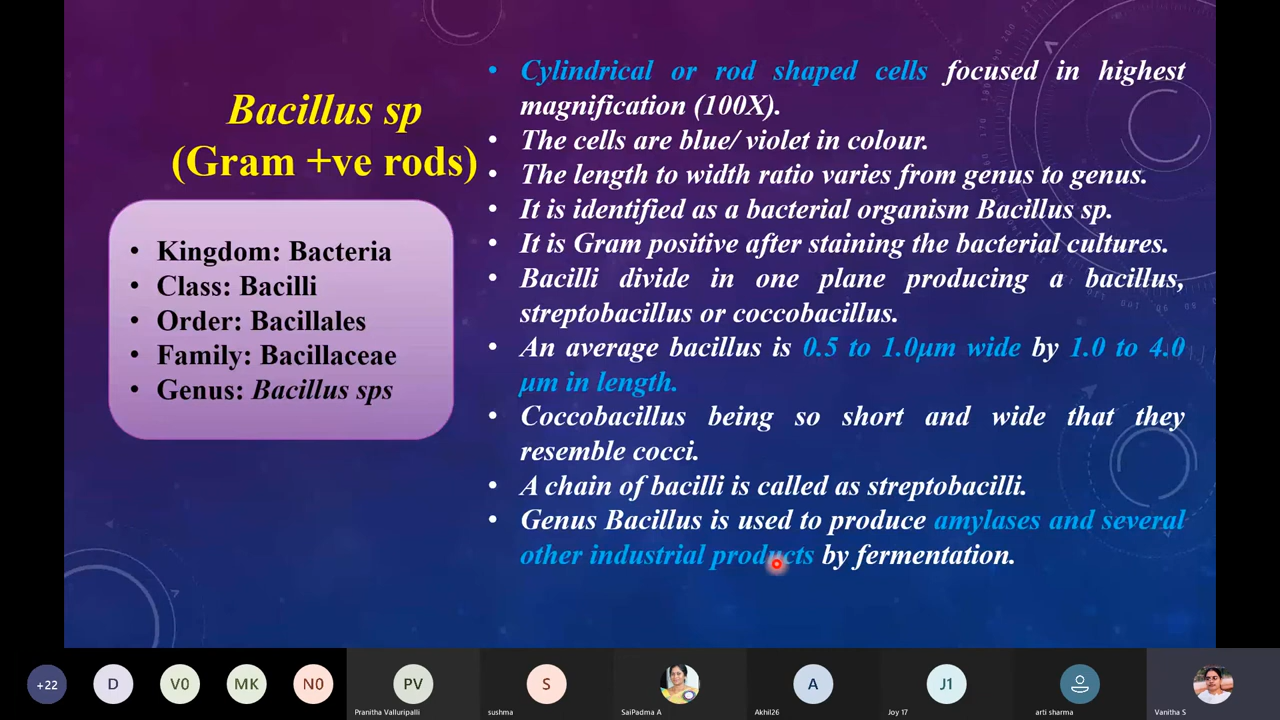 Bacillus sp
(Gram +ve rods)
• Kingdom: Bacteria
• Class: Bacilli
• Order: Bacillales
• Family: Bacillaceae
• Genus: Bacillus sps
• Cylindrical or rod shaped cells focused in highest
magnification (100X).
• The cells are blue/ violet in colour.
• The length to width ratio varies from genus to genus.
• It is identified as a bacterial organism Bacillus sp.
• It is Gram positive after staining the bacterial cultures.
• Bacilli divide in one plane producing a bacillus,
streptobacillus or coccobacillus.
• An average bacillus is 0.5 to 1.0μm wide by 1.0 to 4.0
μm in length.
• Coccobacillus being so short and wide that they
resemble cocci.
• A chain of bacilli is called as streptobacilli.
• Genus Bacillus is used to produce amylases and several
other industrial products by fermentation.
+22
D
V0
MK
N0
PV
S
A
J1
Pranitha Valluripalli
sushma
SaiPadma A
Akhil26
Joy 17
arti sharma
Vanitha S